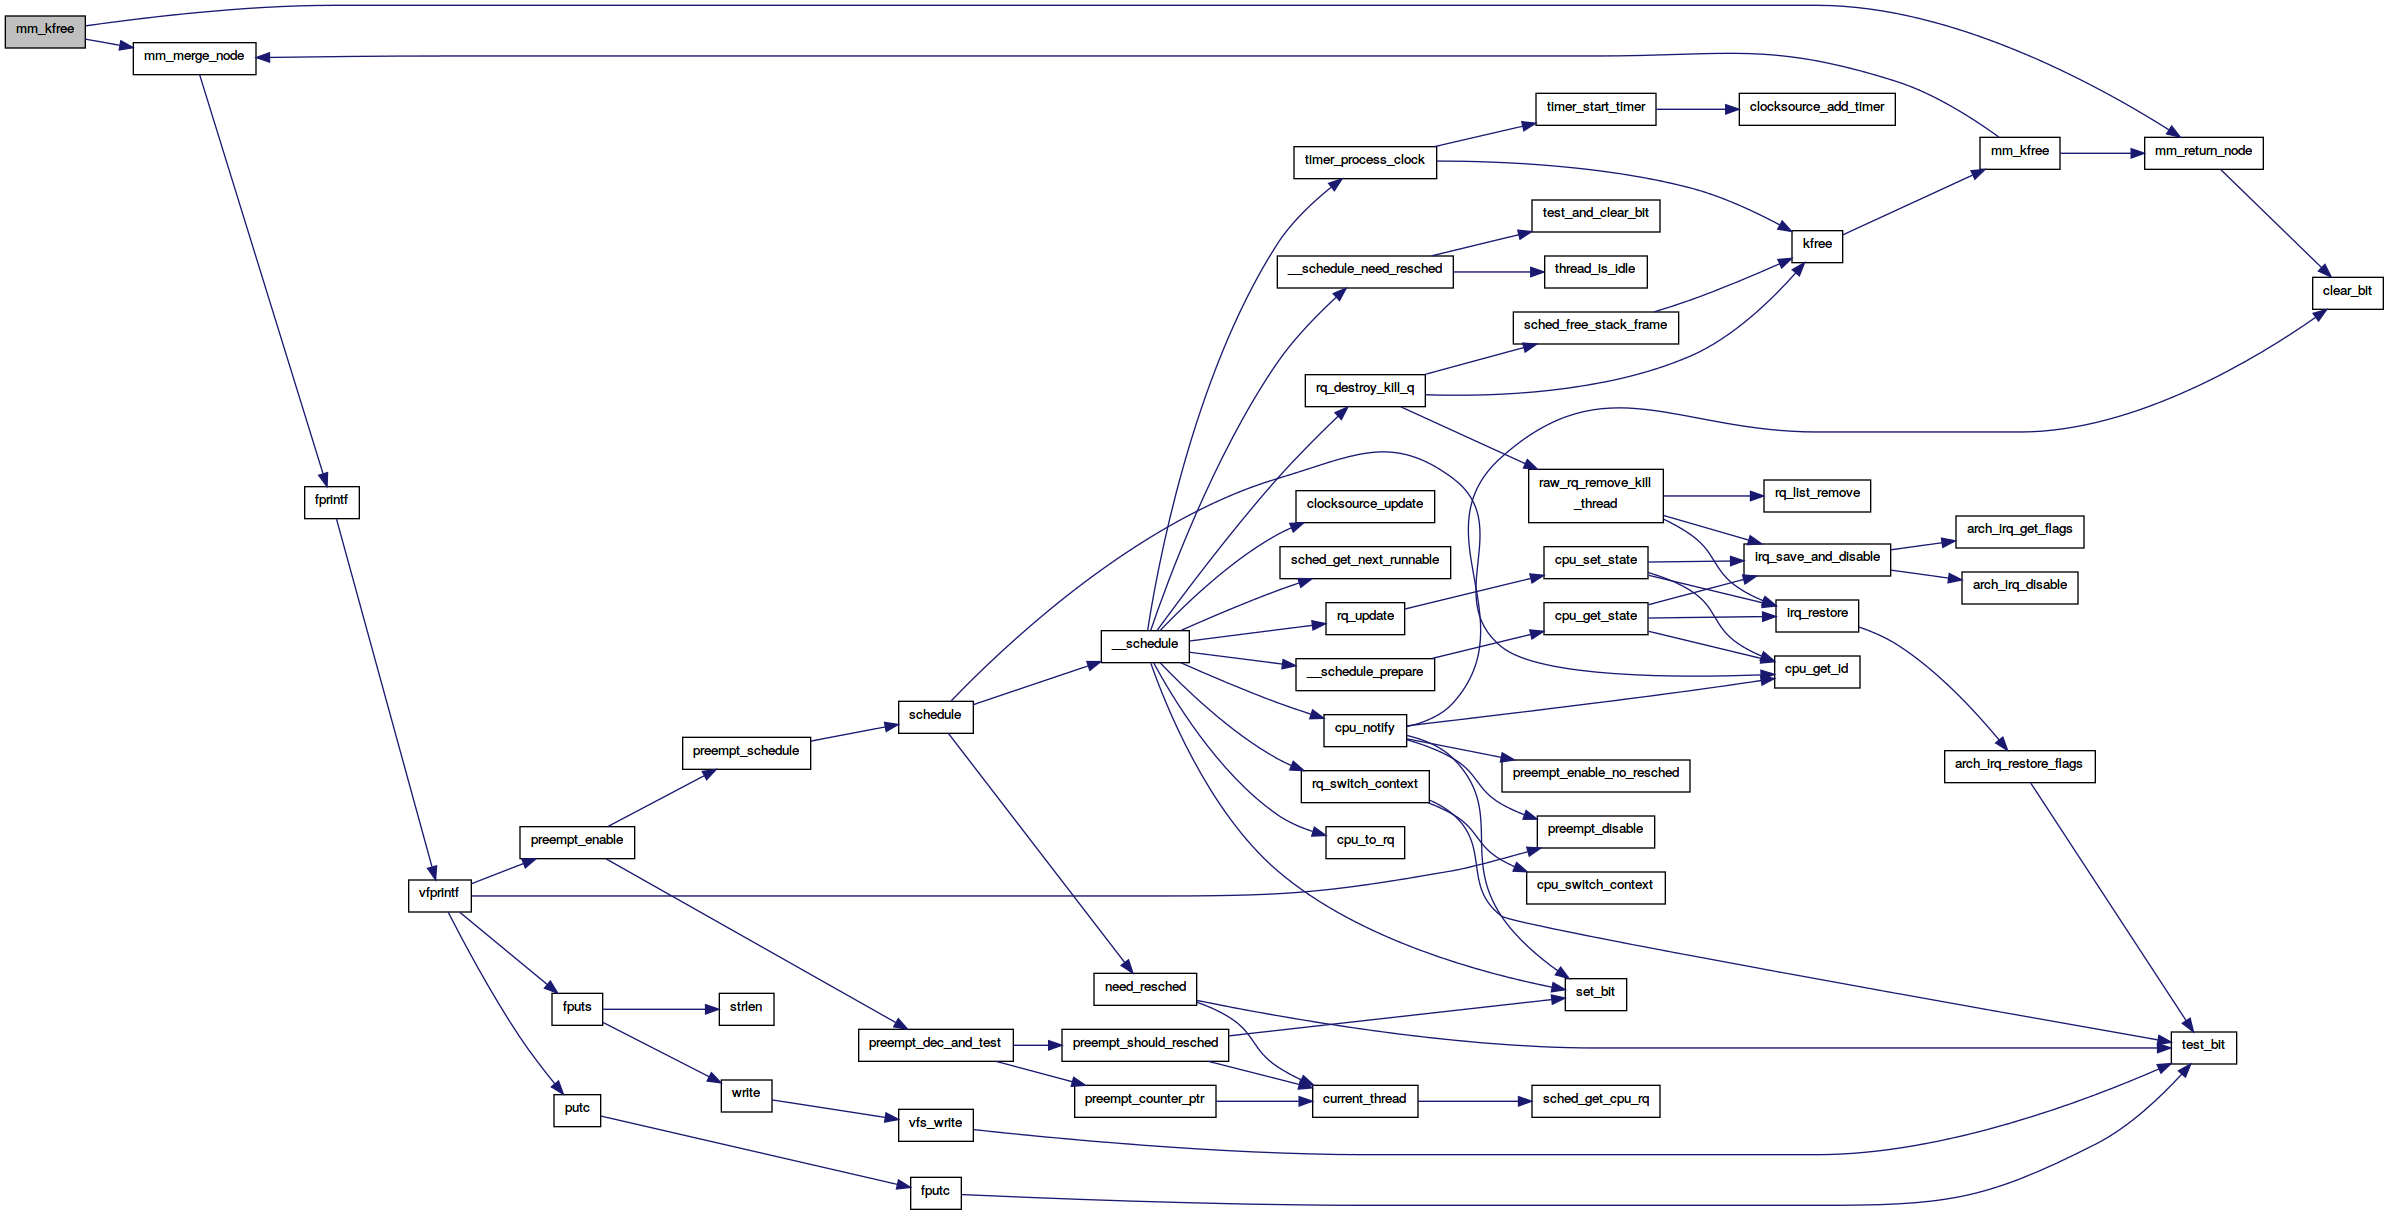 mm_kfree
mm_merge_node
timer_start_timer
clocksource_add_timer
timer_process_clock
mm_kfree
mm_return_node
test_and_clear_bit
kfree
__schedule_need_resched
thread_is_idle
clear_bit
sched_free_stack_frame
rq_destroy_kill_q
raw_rq_remove_kill
_thread
rq_list_remove
fprintf
clocksource_update
arch_irq_get_flags
sched_get_next_runnable
cpu_set_state
irq_save_and_disable
arch_irq_disable
rq_update
cpu_get_state
irq_restore
__schedule
__schedule_prepare
cpu_get_id
schedule
cpu_notify
preempt_schedule
arch_irq_restore_flags
preempt_enable_no_resched
rq_switch_context
preempt_enable
cpu_to_rq
preempt_disable
vfprintf
cpu_switch_context
need_resched
set_bit
fputs
strlen
preempt_dec_and_test
preempt_should_resched
test_bit
write
preempt_counter_ptr
current_thread
sched_get_cpu_rq
putc
vfs_write
fputc